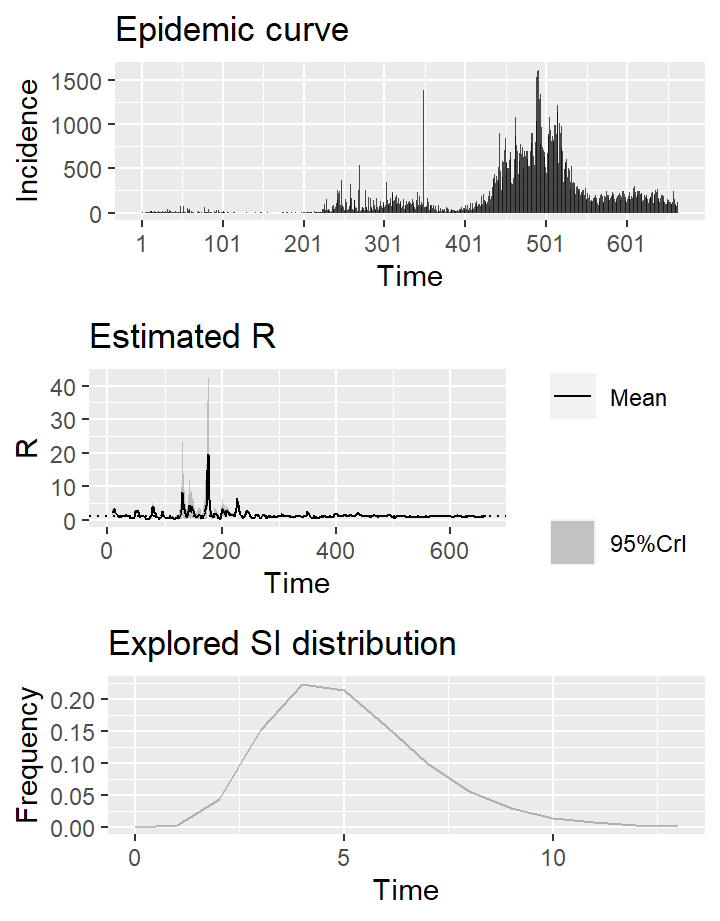 Epidemic curve
Incidence
1500
1000
500
0
1 101 201 301 401 501 601
Time
Estimated R
R
40
30
20
10
0
0 200 400 600
Time
Mean
95%CrI
Explored SI distribution
Frequency
0.20
0.15
0.10
0.05
0.00
0 5 10
Time